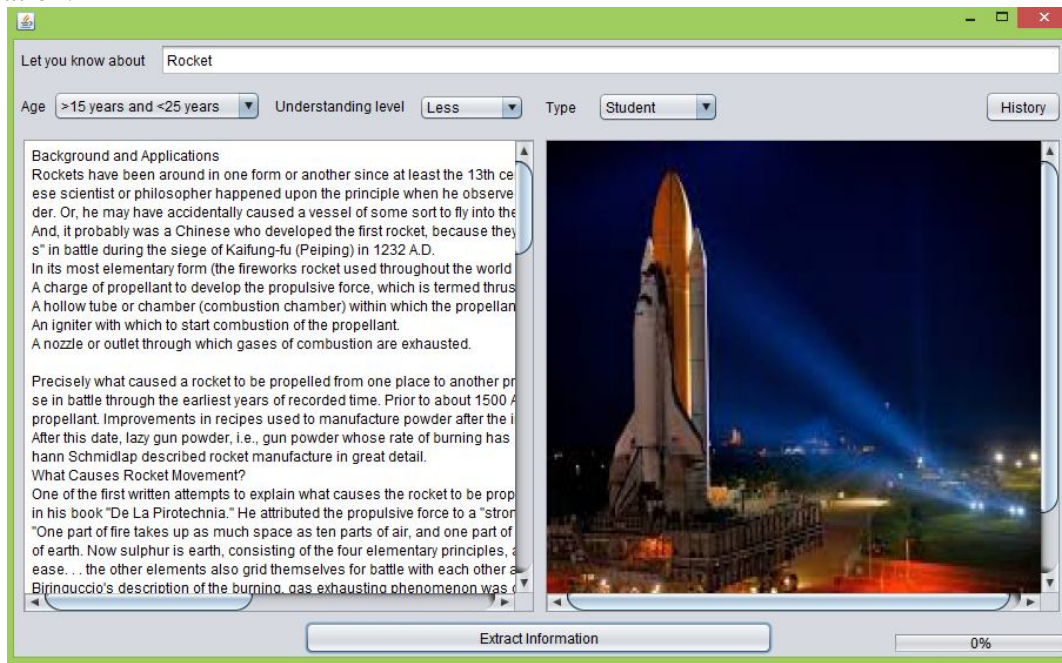 Let you know about Rocket
Age >15 years and <25 years Understanding level Less Type Student History
Background and Applications
Rockets have been around in one form or another since at least the 13th ce
ese scientist or philosopher happened upon the principle when he observe
der. Or, he may have accidentally caused a vessel of some sort to fly into the
And, it probably was a Chinese who developed the first rocket, because they
s" in battle during the siege of Kaifung-fu (Peiping) in 1232 A.D.
In its most elementary form (the fireworks rocket used throughout the world
A charge of propellant to develop the propulsive force, which is termed thrus
A hollow tube or chamber (combustion chamber) within which the propellan
An igniter with which to start combustion of the propellant.
A nozzle or outlet through which gases of combustion are exhausted.
Precisely what caused a rocket to be propelled from one place to another pr
se in battle through the earliest years of recorded time. Prior to about 1500 A
propellant. Improvements in recipes used to manufacture powder after the i
After this date, lazy gun powder, i.e., gun powder whose rate of burning has
hann Schmidlap described rocket manufacture in great detail.
What Causes Rocket Movement?
One of the first written attempts to explain what causes the rocket to be prop
in his book "De La Pirotechnia." He attributed the propulsive force to a "stron
"One part of fire takes up as much space as ten parts of air, and one part of
of earth. Now sulphur is earth, consisting of the four elementary principles, a
ease. . . the other elements also grid themselves for battle with each other a
Biringuccio's description of the burning, gas exhausting phenomenon was
Extract Information
0%